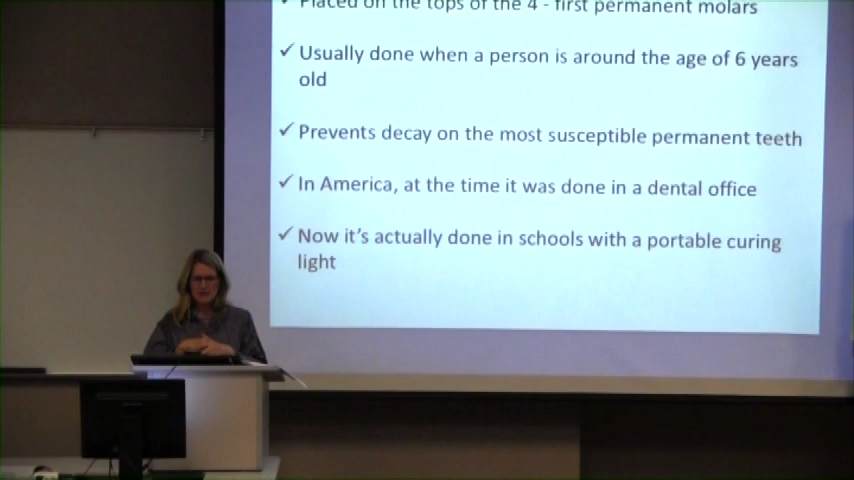 ✓ Placed on the tops of the 4 - first permanent molars
✓ Usually done when a person is around the age of 6 years
old
✓ Prevents decay on the most susceptible permanent teeth
✓ In America, at the time it was done in a dental office
✓ Now it's actually done in schools with a portable curing
light